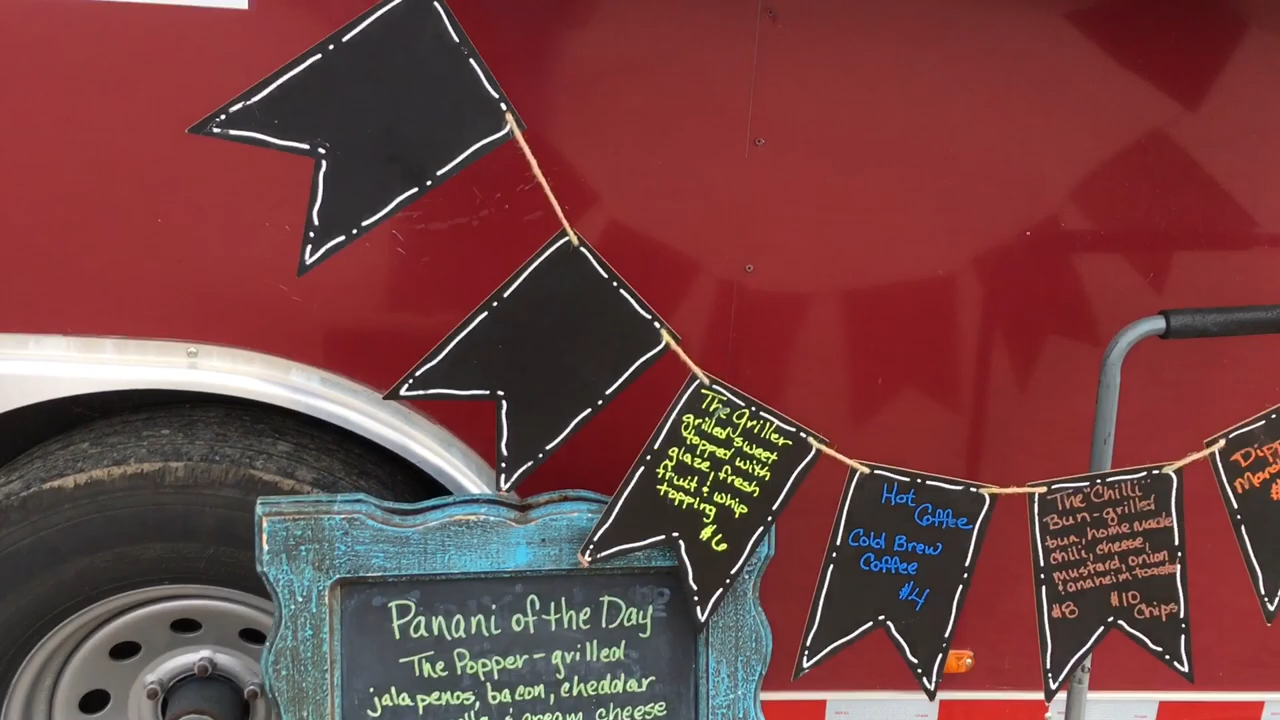 The Griller
grilled sweet
topped with
glaze, fresh
fruit & whip
topping
$6
Hot
Coffee
Cold Brew
Coffee
$4
The "Chilli"
Bun-grilled
bun, home made
chili, cheese,
mustard, onion
& anaheim-toaster
$8 $10
Chips
Panani of the Day
The Popper-grilled
jalapenos, bacon, cheddar
& cream cheese